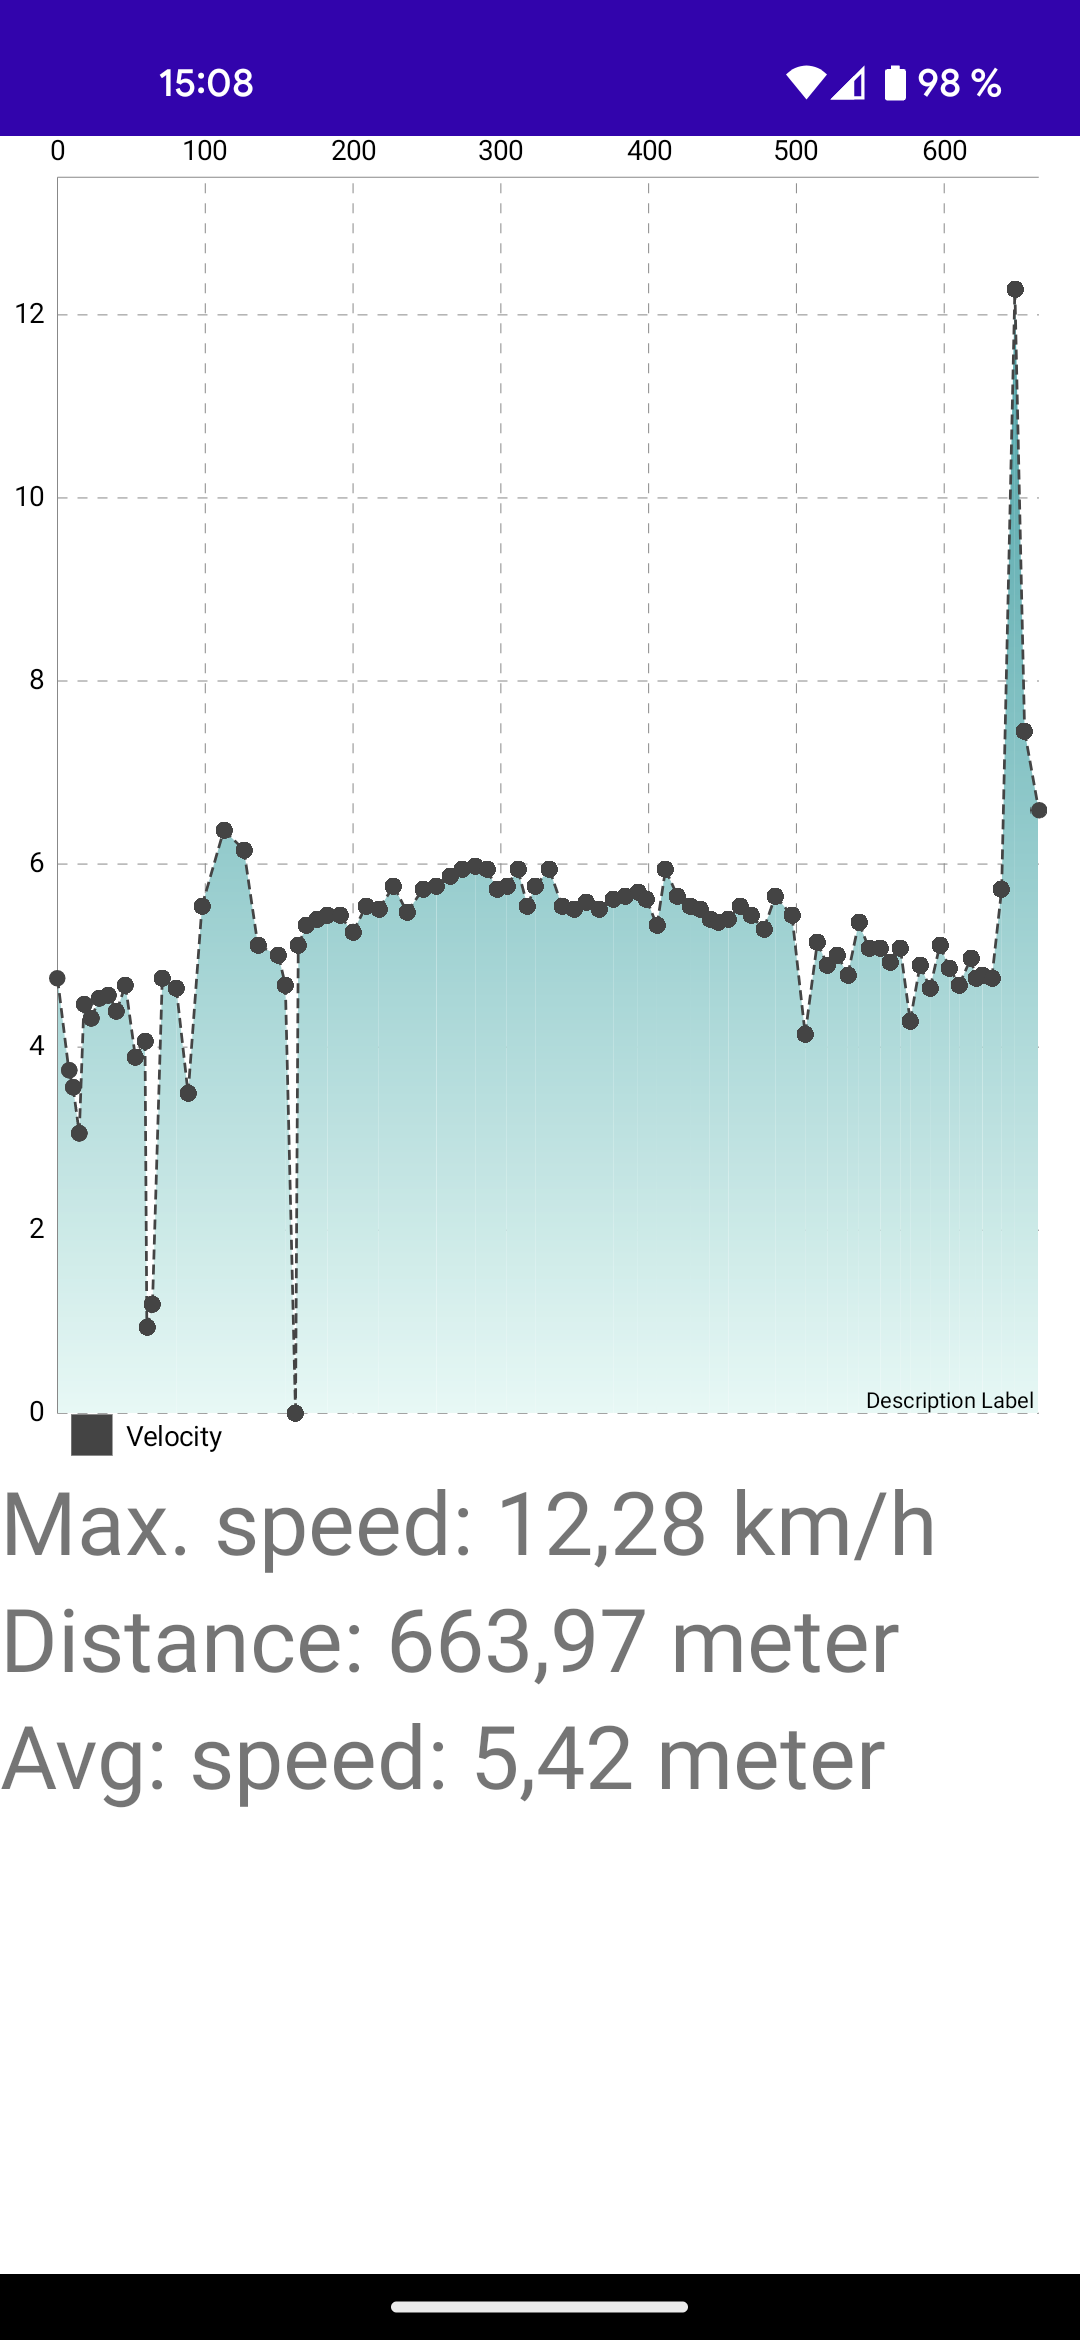 15:08 98 %
0 100 200 300 400 500 600
12
10
8
6
4
2
0
Description Label
Velocity
Max. speed: 12,28 km/h
Distance: 663,97 meter
Avg: speed: 5,42 meter